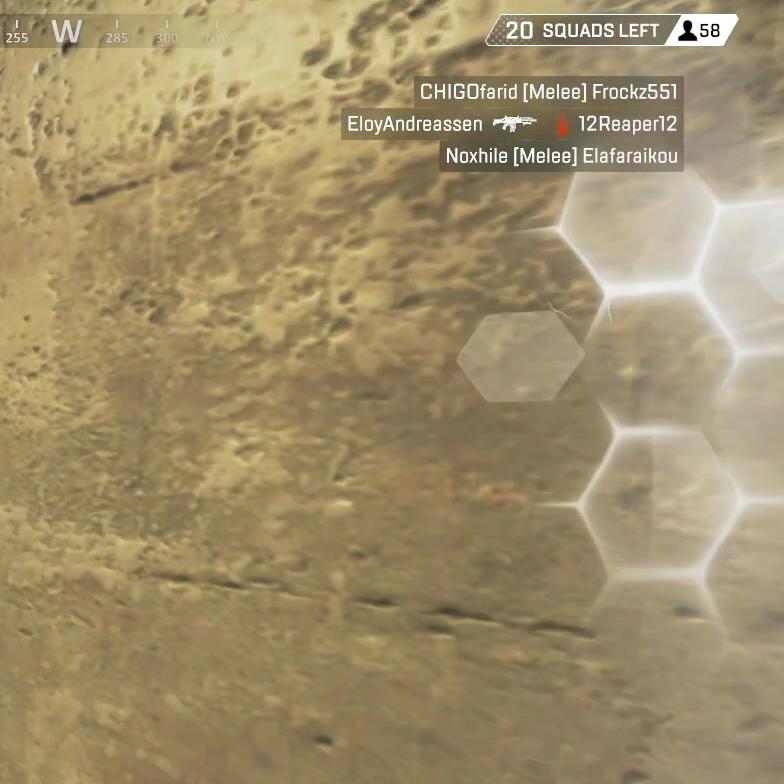 255 W 285 300 NW
20 SQUADS LEFT 58
CHIGOfarid [Melee] Frockz551
EloyAndreassen 12Reaper12
Noxhile [Melee] Elafaraikou